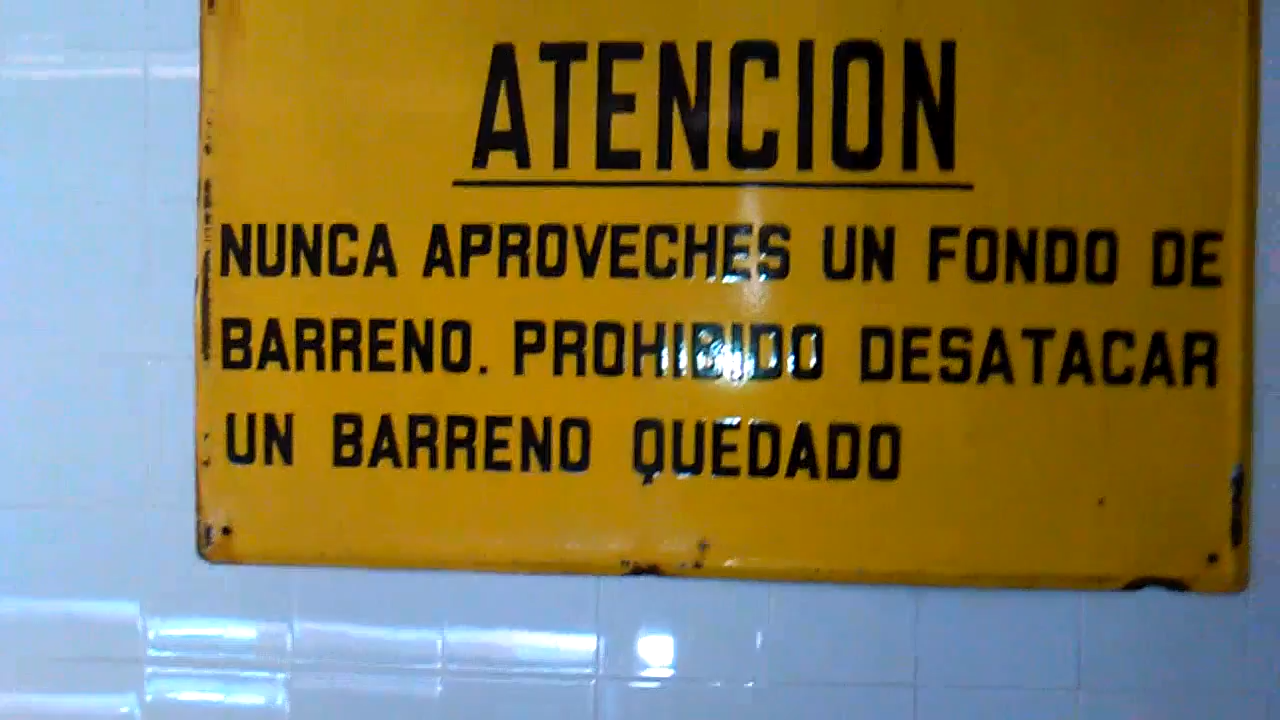 ATENCION
NUNCA APROVECHES UN FONDO DE
BARRENO. PROHIBIDO DESATACAR
UN BARRENO QUEDADO